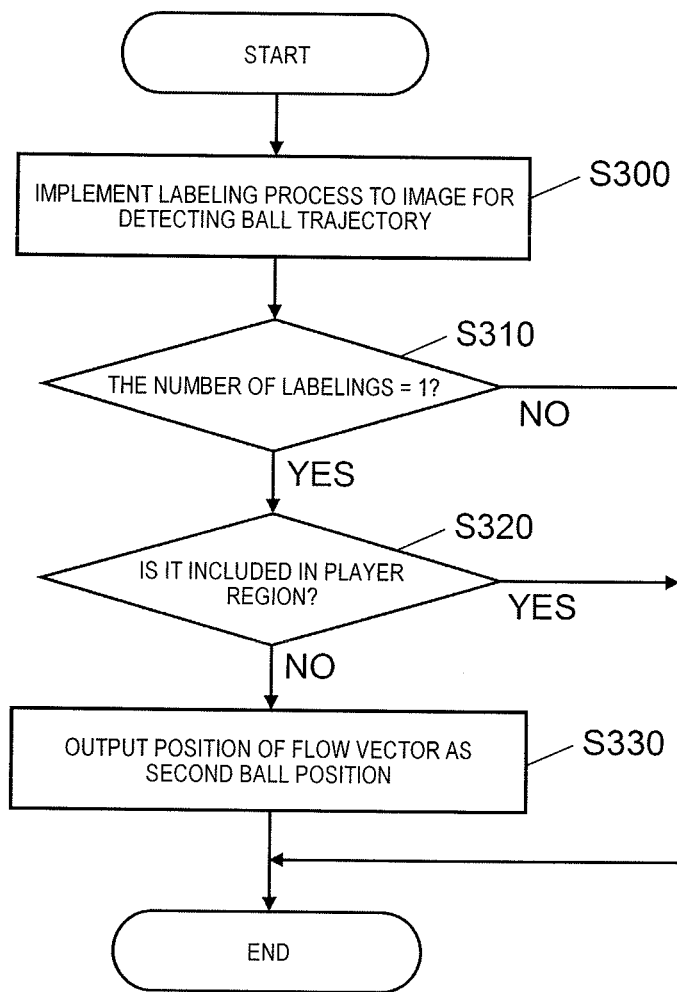 START
S300
IMPLEMENT LABELING PROCESS TO IMAGE FOR
DETECTING BALL TRAJECTORY
S310
THE NUMBER OF LABELINGS = 1?
NO
YES
S320
IS IT INCLUDED IN PLAYER
REGION?
YES
NO
S330
OUTPUT POSITION OF FLOW VECTOR AS
SECOND BALL POSITION
END